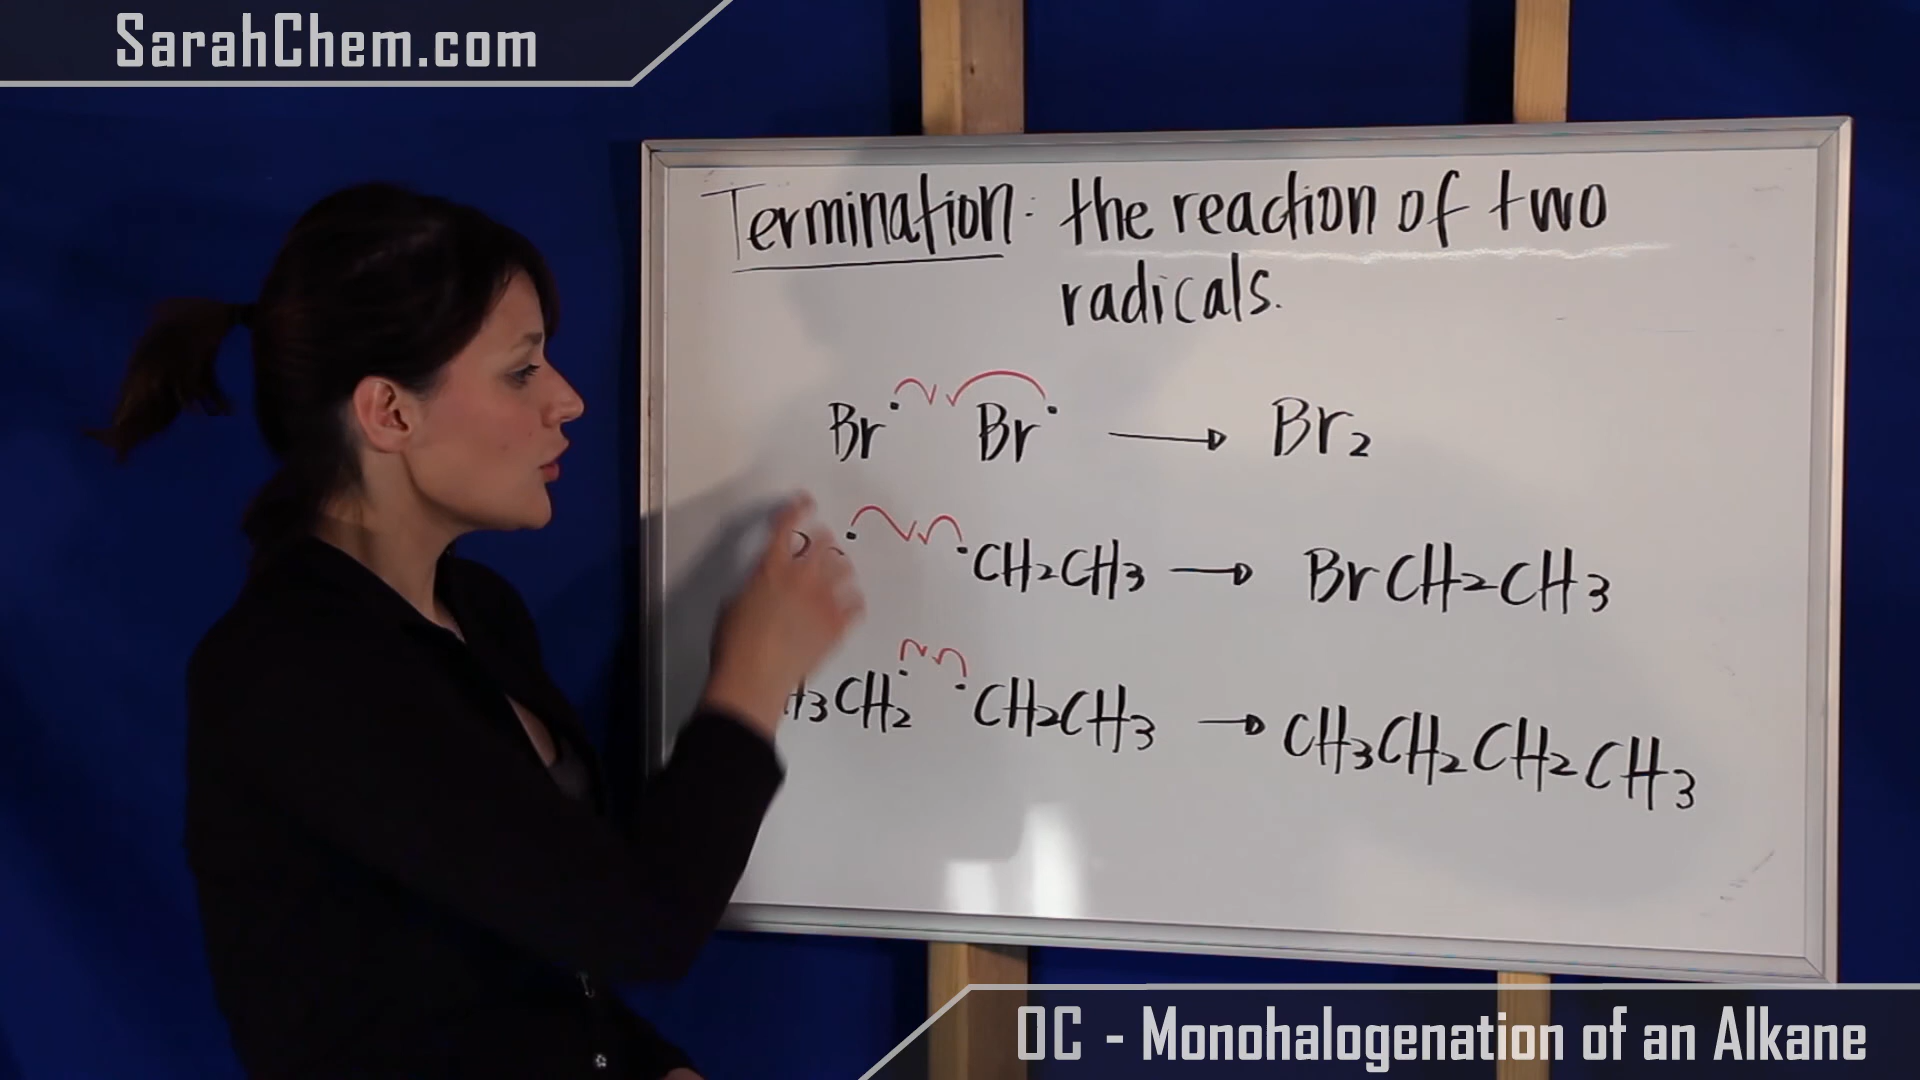 SarahChem.com
Termination: the reaction of two
radicals.
Br· Br· → Br2
· ·CH2CH3 → BrCH2CH3
H3CH2· ·CH2CH3 → CH3CH2CH2CH3
OC - Monohalogenation of an Alkane